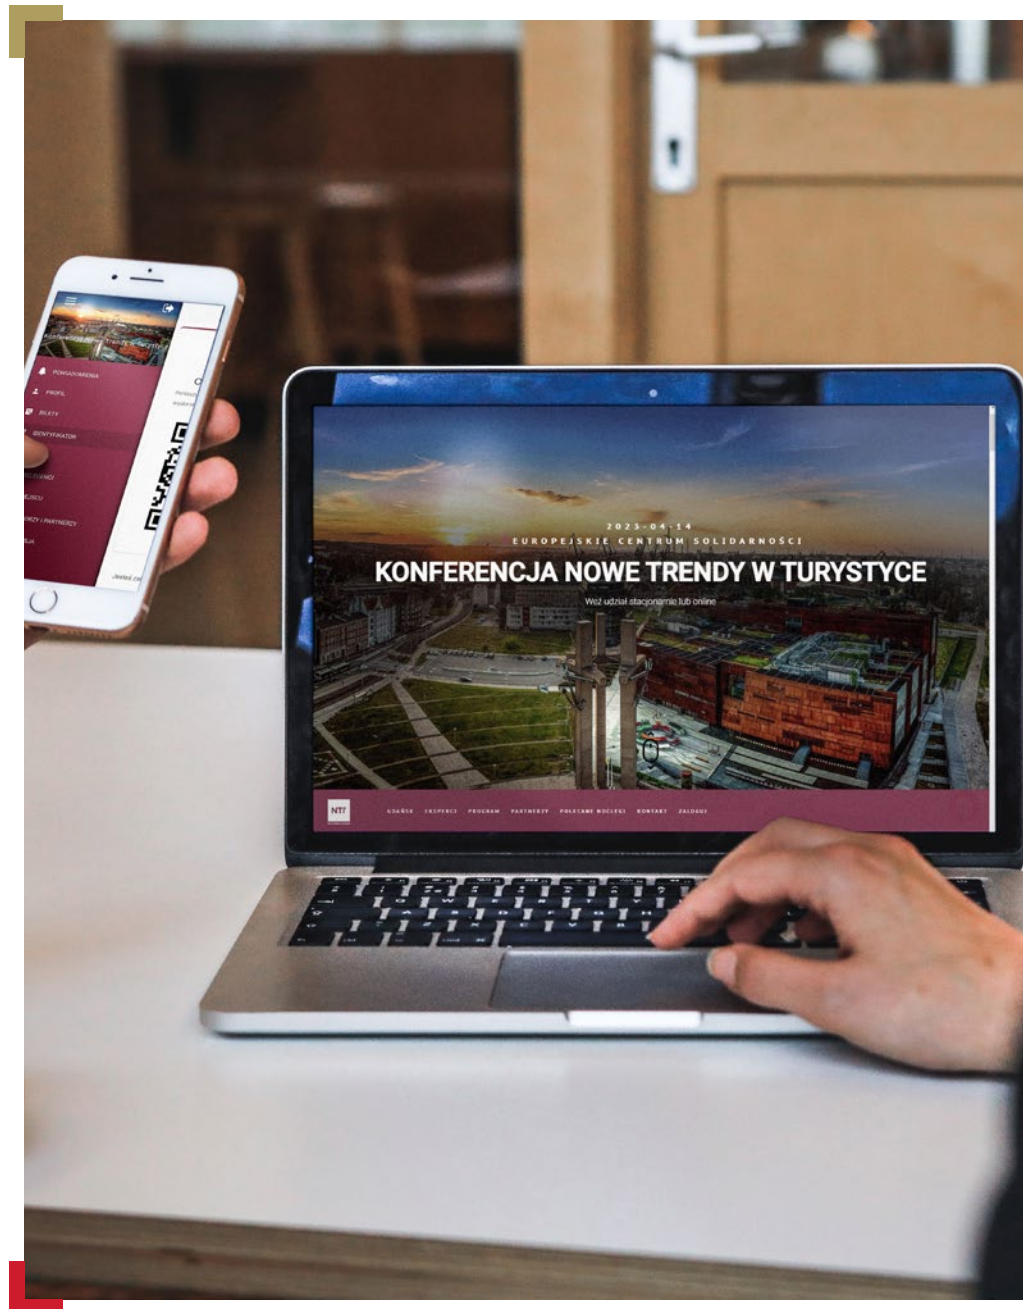 POWIADOMIENIA
PROFIL
BILETY
IDENTYFIKATOR
2023-04-14
EUROPEJSKIE CENTRUM SOLIDARNOŚCI
KONFERENCJA NOWE TRENDY W TURYSTYCE
Weź udział stacjonarnie lub online
NTT
GDAŃSK EKSPERCI PROGRAM PARTNERZY POLECANE NOCLEGI KONTAKT ZALOGUJ